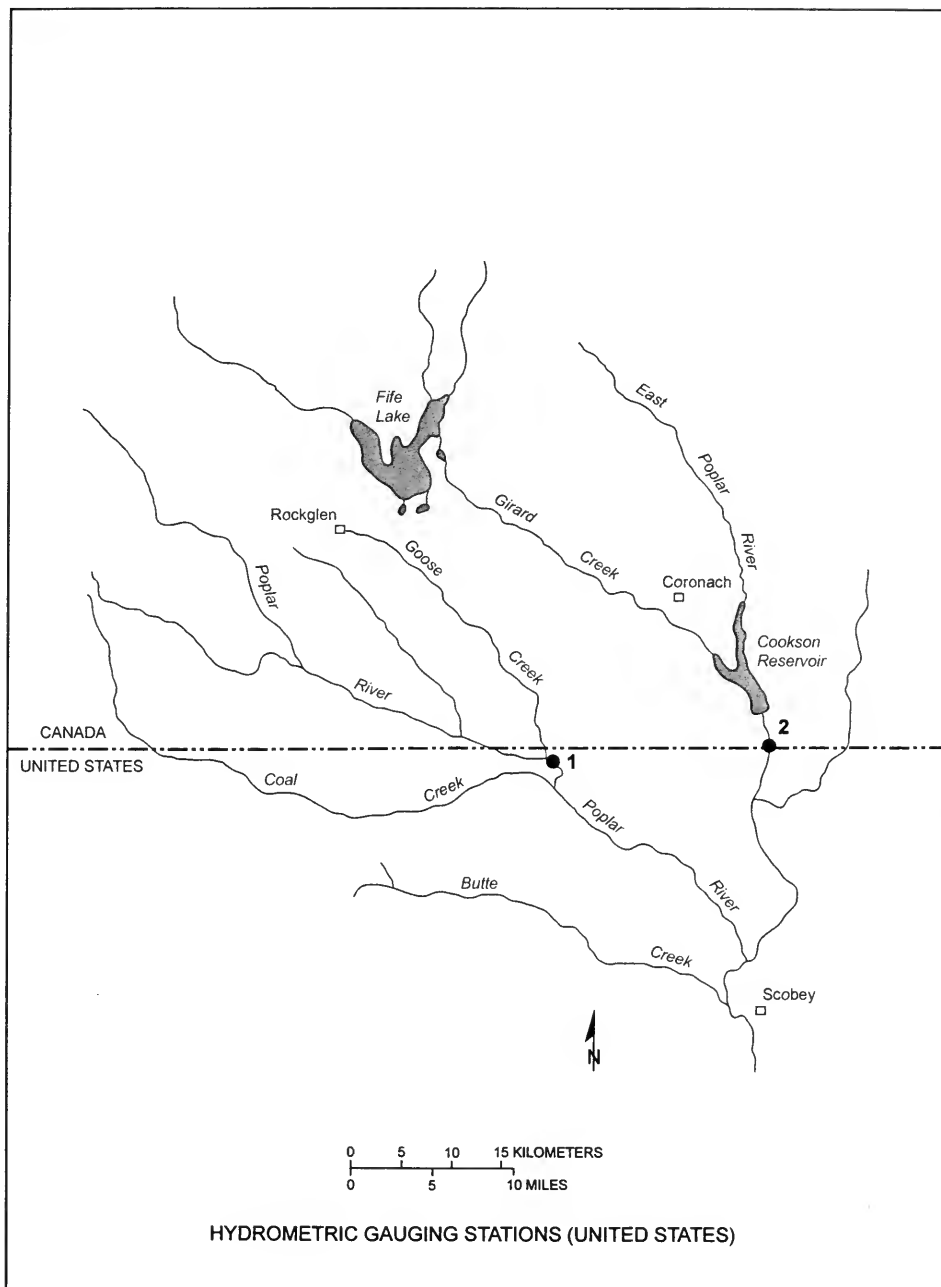 Fife
Lake
East
Poplar
River
Rockglen
Goose
Creek
Girard
Creek
Coronach
Cookson
Reservoir
Poplar
River
CANADA
UNITED STATES
1
2
Coal
Creek
Poplar
River
Butte
Creek
Scobey
N
0 5 10 15 KILOMETERS
0 5 10 MILES
HYDROMETRIC GAUGING STATIONS (UNITED STATES)